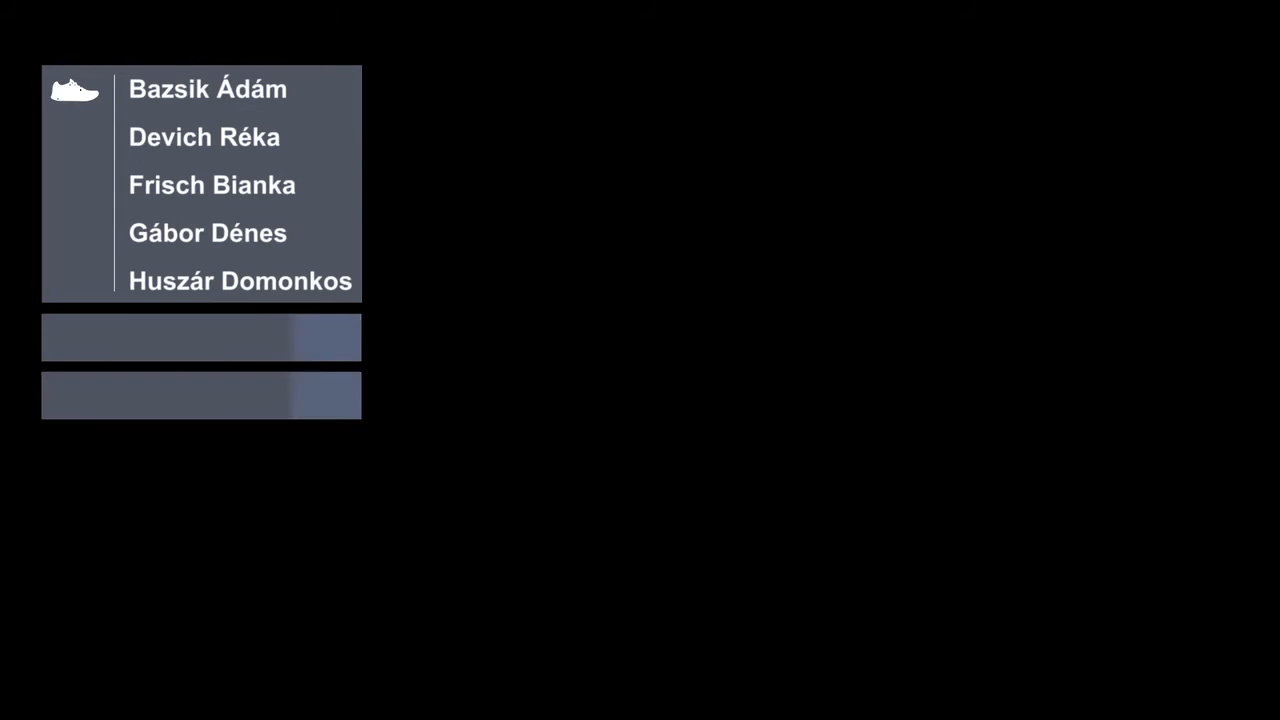 Bazsik Ádám
Devich Réka
Frisch Bianka
Gábor Dénes
Huszár Domonkos